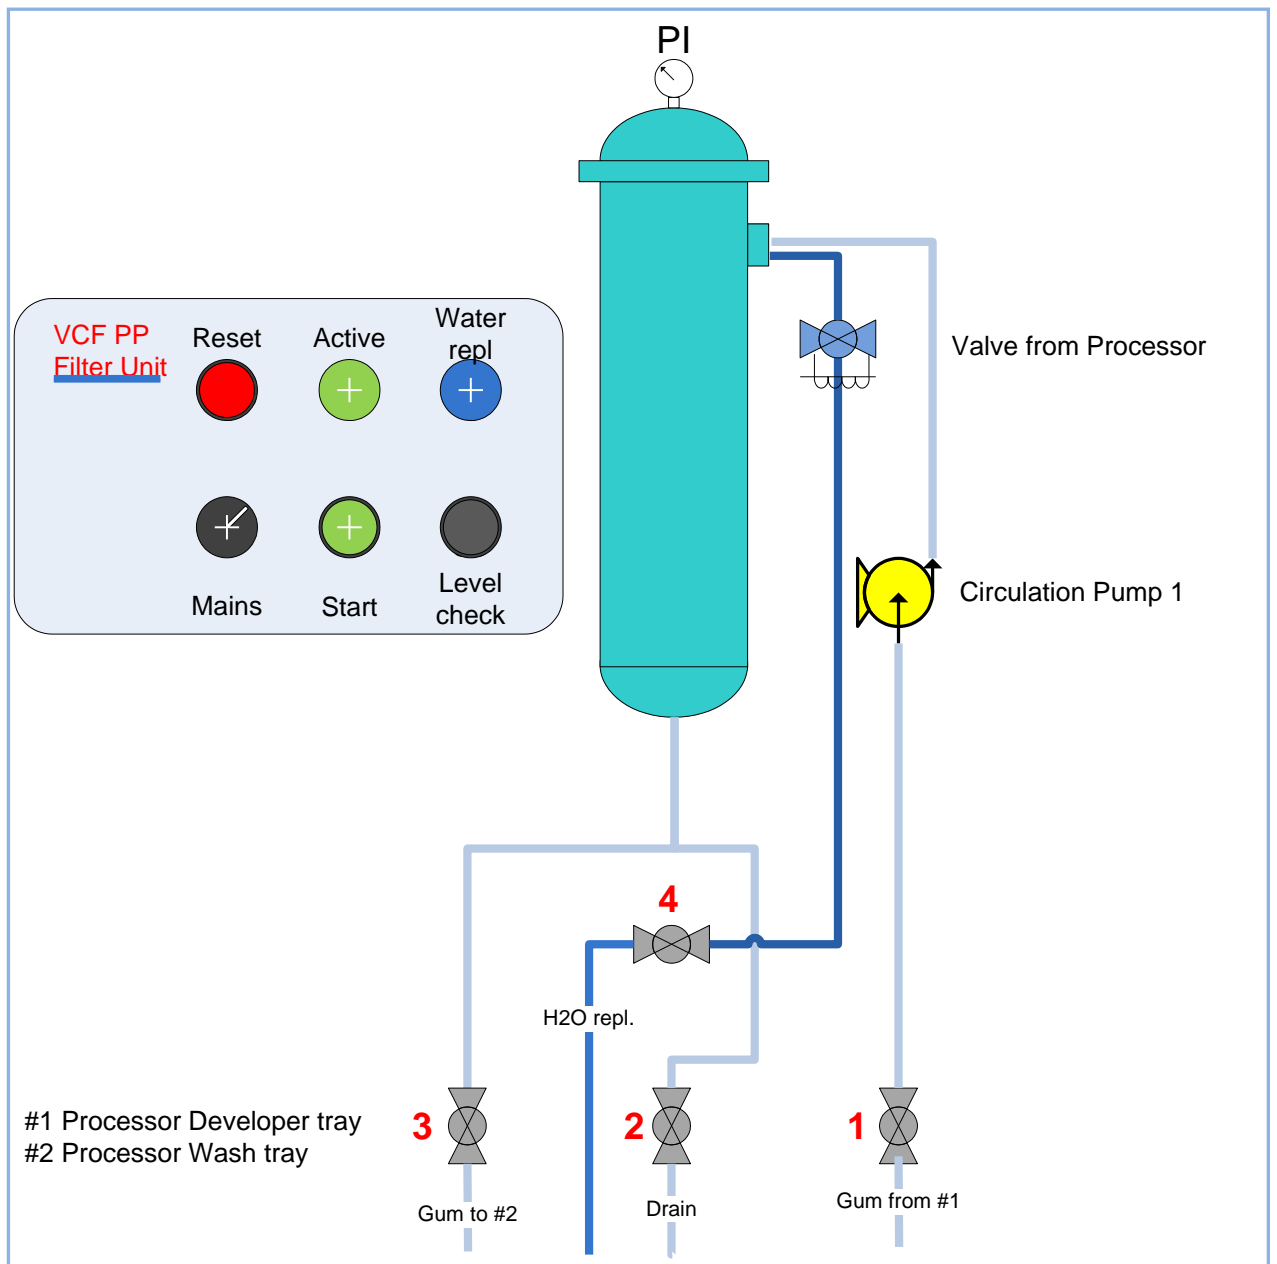 PI
VCF PP
Filter Unit
Reset
Active
Water
repl
Mains
Start
Level
check
Valve from Processor
Circulation Pump 1
4
H2O repl.
#1 Processor Developer tray
#2 Processor Wash tray
3
2
1
Gum to #2
Drain
Gum from #1